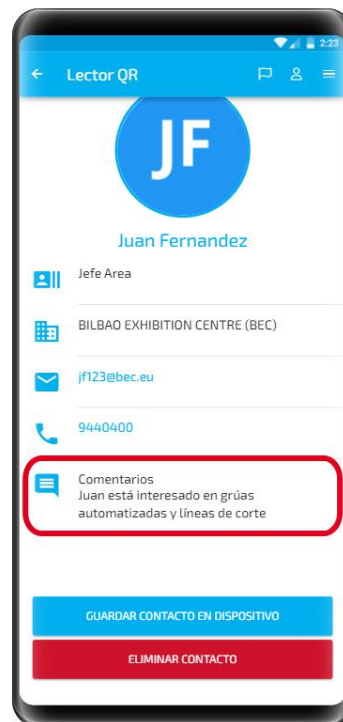 2:23
Lector QR
JF
Juan Fernandez
Jefe Area
BILBAO EXHIBITION CENTRE (BEC)
jf123@bec.eu
9440400
Comentarios
Juan está interesado en grúas
automatizadas y líneas de corte
GUARDAR CONTACTO EN DISPOSITIVO
ELIMINAR CONTACTO